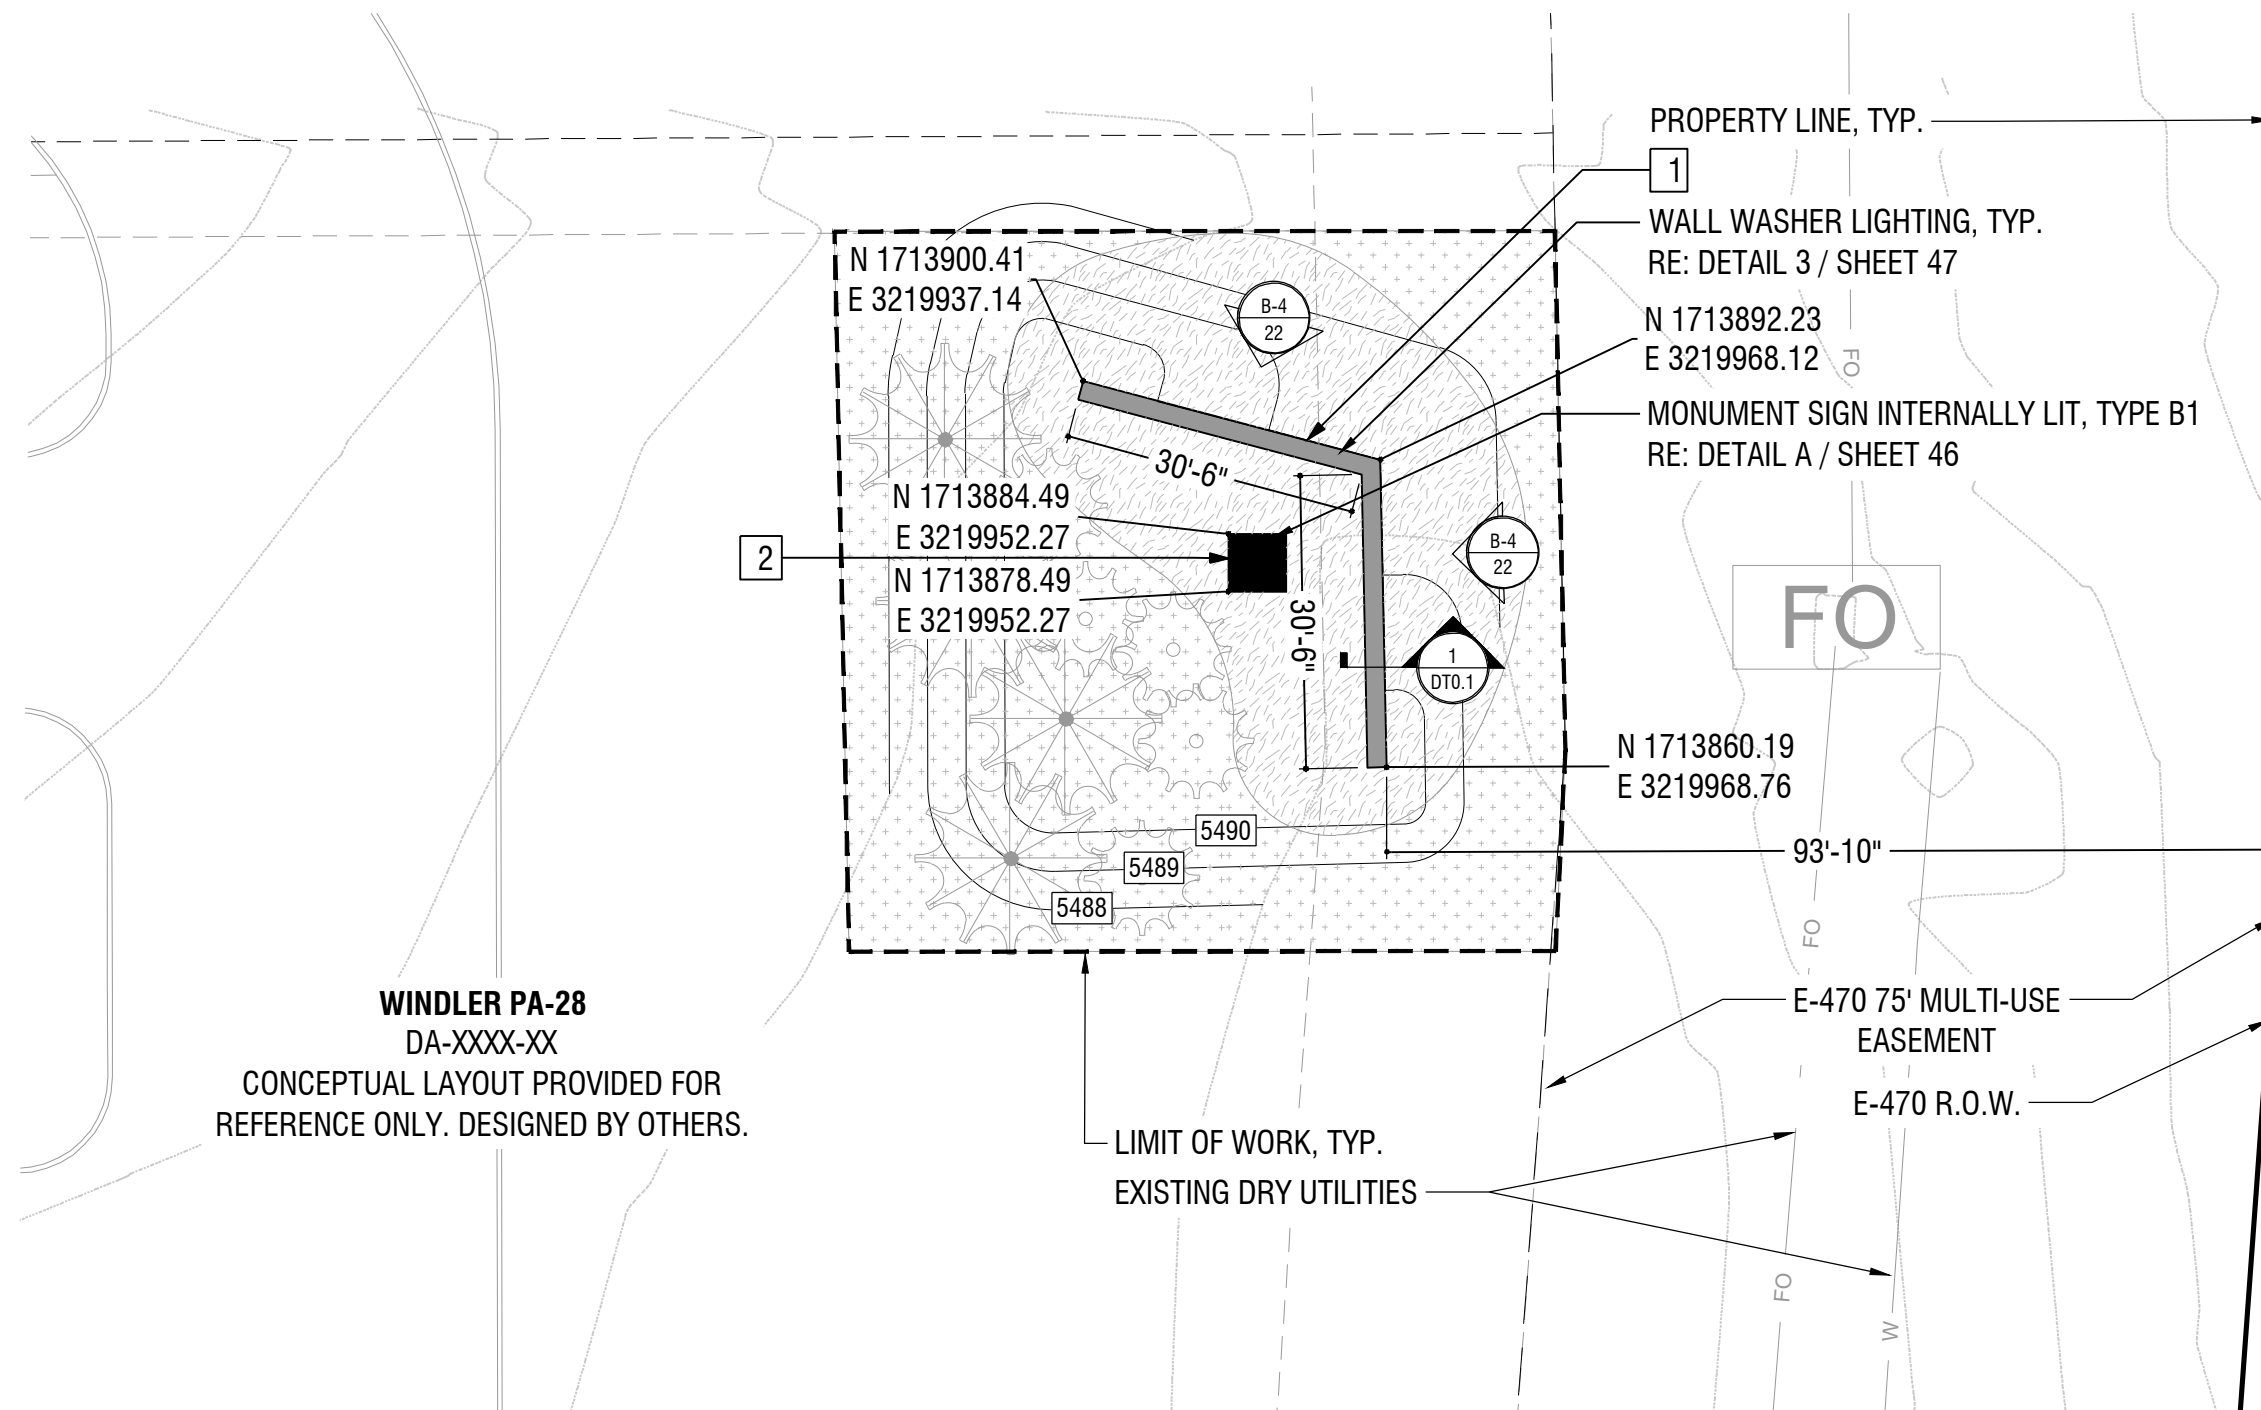 PROPERTY LINE, TYP.
1
WALL WASHER LIGHTING, TYP.
RE: DETAIL 3 / SHEET 47
N 1713900.41
E 3219937.14
B-4
22
N 1713892.23
E 3219968.12
FO
MONUMENT SIGN INTERNALLY LIT, TYPE B1
RE: DETAIL A / SHEET 46
30'-6"
N 1713884.49
E 3219952.27
2
N 1713878.49
E 3219952.27
B-4
22
30'-6"
FO
1
DT0.1
N 1713860.19
E 3219968.76
5490
93'-10"
5489
5488
FO
WINDLER PA-28
DA-XXXX-XX
CONCEPTUAL LAYOUT PROVIDED FOR
REFERENCE ONLY. DESIGNED BY OTHERS.
E-470 75' MULTI-USE
EASEMENT
E-470 R.O.W.
LIMIT OF WORK, TYP.
EXISTING DRY UTILITIES
FO
W